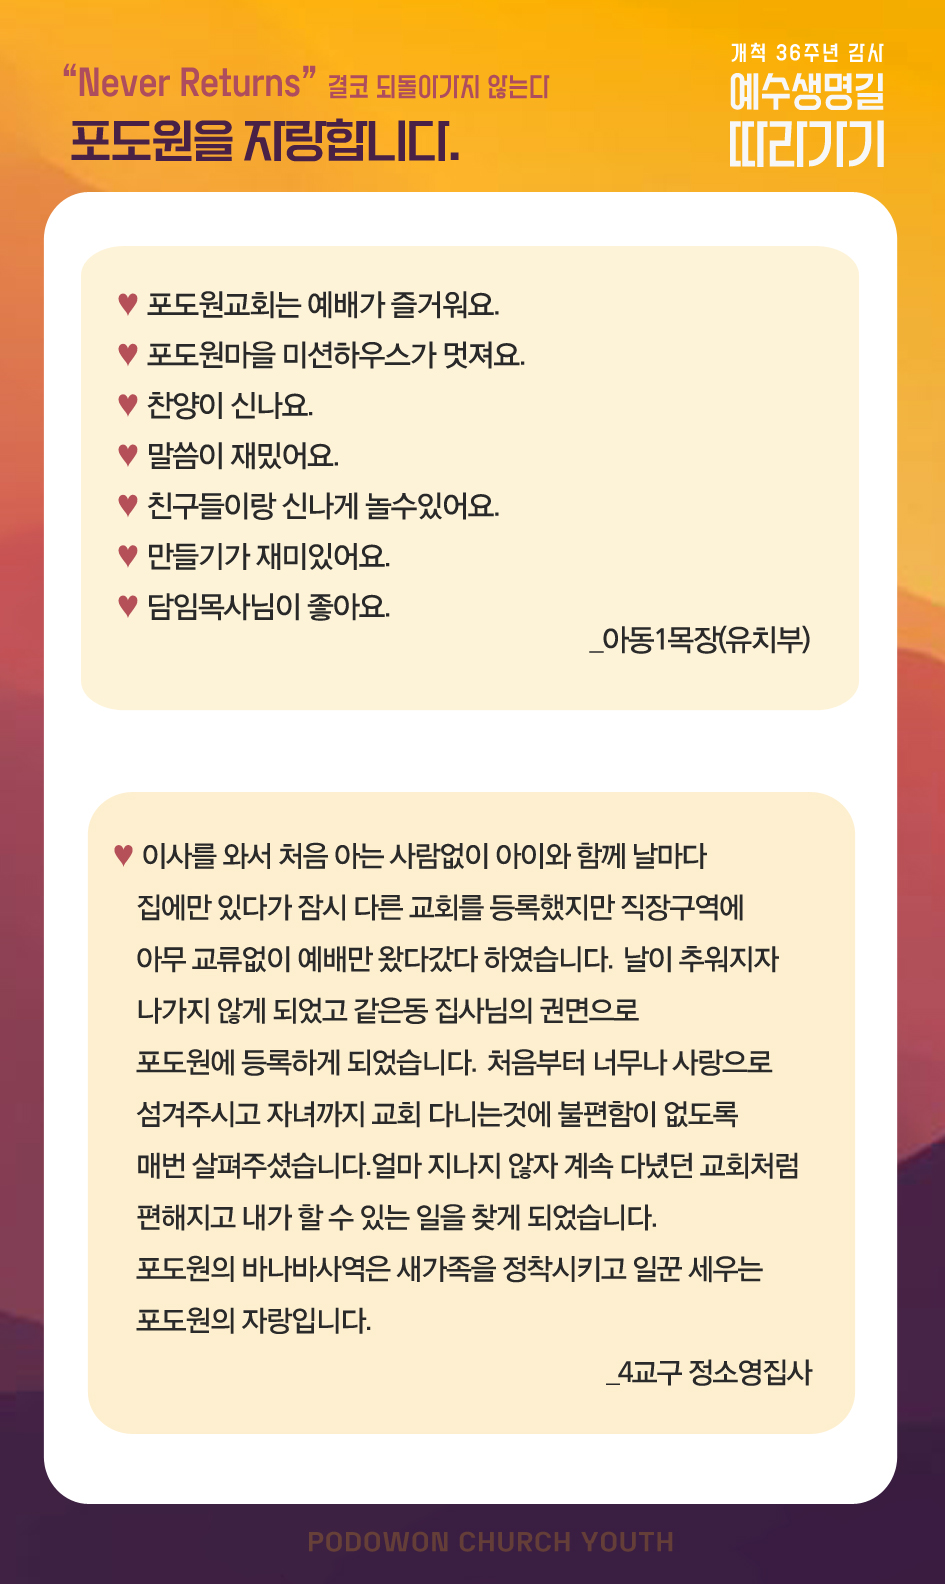 “Never Returns” 결코 되돌아가지 않는다
포도원을 자랑합니다.
개척 36주년 감사
예수생명길
따라가기
♥ 포도원교회는 예배가 즐거워요.
♥ 포도원마을 미션하우스가 멋져요.
♥ 찬양이 신나요.
♥ 말씀이 재밌어요.
♥ 친구들이랑 신나게 놀수있어요.
♥ 만들기가 재미있어요.
♥ 담임목사님이 좋아요.
_아동1목장(유치부)
♥ 이사를 와서 처음 아는 사람없이 아이와 함께 날마다
집에만 있다가 잠시 다른 교회를 등록했지만 직장구역에
아무 교류없이 예배만 왔다갔다 하였습니다. 날이 추워지자
나가지 않게 되었고 같은동 집사님의 권면으로
포도원에 등록하게 되었습니다. 처음부터 너무나 사랑으로
섬겨주시고 자녀까지 교회 다니는것에 불편함이 없도록
매번 살펴주셨습니다.얼마 지나지 않자 계속 다녔던 교회처럼
편해지고 내가 할 수 있는 일을 찾게 되었습니다.
포도원의 바나바사역은 새가족을 정착시키고 일꾼 세우는
포도원의 자랑입니다.
_4교구 정소영집사
PODOWON CHURCH YOUTH